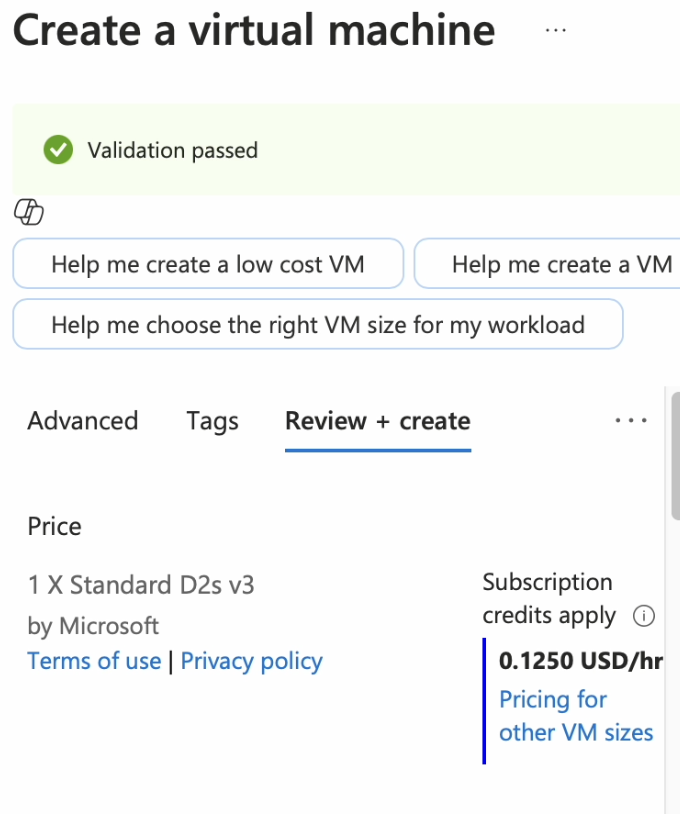 Create a virtual machine ...
Validation passed
Help me create a low cost VM
Help me create a VM
Help me choose the right VM size for my workload
Advanced Tags Review + create ...
Price
1 X Standard D2s v3
by Microsoft
Terms of use | Privacy policy
Subscription
credits apply
0.1250 USD/hr
Pricing for
other VM sizes